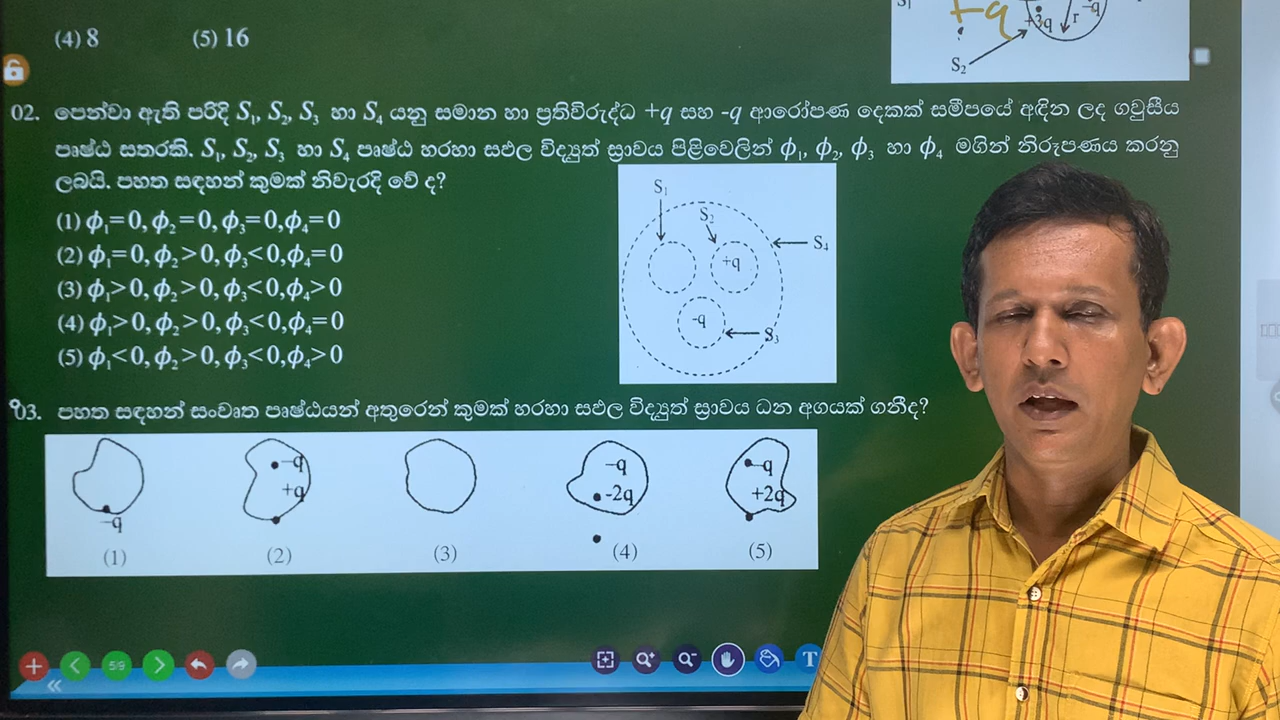 S₁ +q +3q r -q
(4) 8 (5) 16
S₂
02. පෙන්වා ඇති පරිදි S₁, S₂, S₃ හා S₄ යනු සමාන හා ප්‍රතිවිරුද්ධ +q සහ -q ආරෝපණ දෙකක් සමීපයේ අඳින ලද ගවුසීය
පෘෂ්ඨ සතරකි. S₁, S₂, S₃ හා S₄ පෘෂ්ඨ හරහා සඵල විද්‍යුත් ස්‍රාවය පිළිවෙලින් ϕ₁, ϕ₂, ϕ₃ හා ϕ₄ මගින් නිරූපණය කරනු
ලබයි. පහත සඳහන් කුමක් නිවැරදි වේ ද?
(1) ϕ₁=0, ϕ₂=0, ϕ₃=0,ϕ₄=0
(2) ϕ₁=0, ϕ₂>0, ϕ₃<0,ϕ₄=0
(3) ϕ₁>0, ϕ₂>0, ϕ₃<0,ϕ₄>0
(4) ϕ₁>0, ϕ₂>0, ϕ₃<0,ϕ₄=0
(5) ϕ₁<0, ϕ₂>0, ϕ₃<0,ϕ₄>0
S₁
S₂
S₄
+q
-q S₃
03. පහත සඳහන් සංවෘත පෘෂ්ඨයන් අතුරෙන් කුමක් හරහා සඵල විද්‍යුත් ස්‍රාවය ධන අගයක් ගනීද?
-q -q -q
+q -2q +2q
-q
(1) (2) (3) (4) (5)
5/9 T